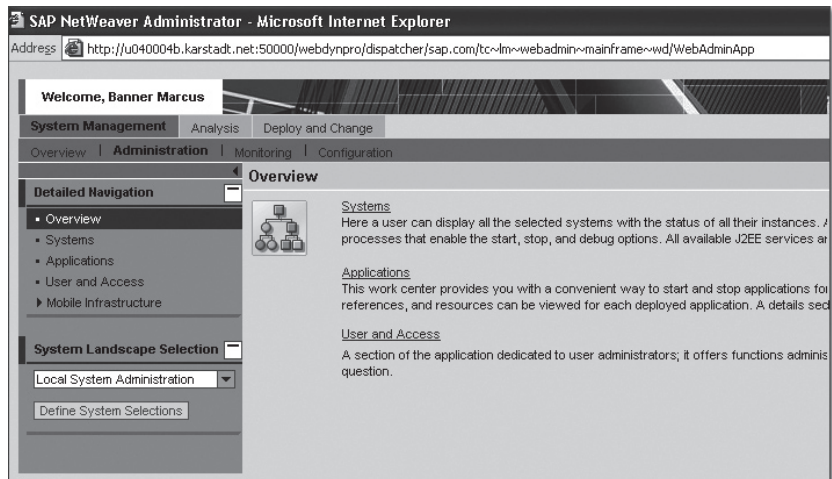 SAP NetWeaver Administrator - Microsoft Internet Explorer
Address http://u040004b.karstadt.net:50000/webdynpro/dispatcher/sap.com/tc~lm~webadmin~mainframe~wd/WebAdminApp
Welcome, Banner Marcus
System Management Analysis Deploy and Change
Overview | Administration | Monitoring | Configuration
Detailed Navigation
Overview
Systems
Applications
User and Access
Mobile Infrastructure
System Landscape Selection
Local System Administration
Define System Selections
Overview
Systems
Here a user can display all the selected systems with the status of all their instances.
processes that enable the start, stop, and debug options. All available J2EE services
Applications
This work center provides you with a convenient way to start and stop applications
references, and resources can be viewed for each deployed application. A details
User and Access
A section of the application dedicated to user administrators; it offers functions
question.